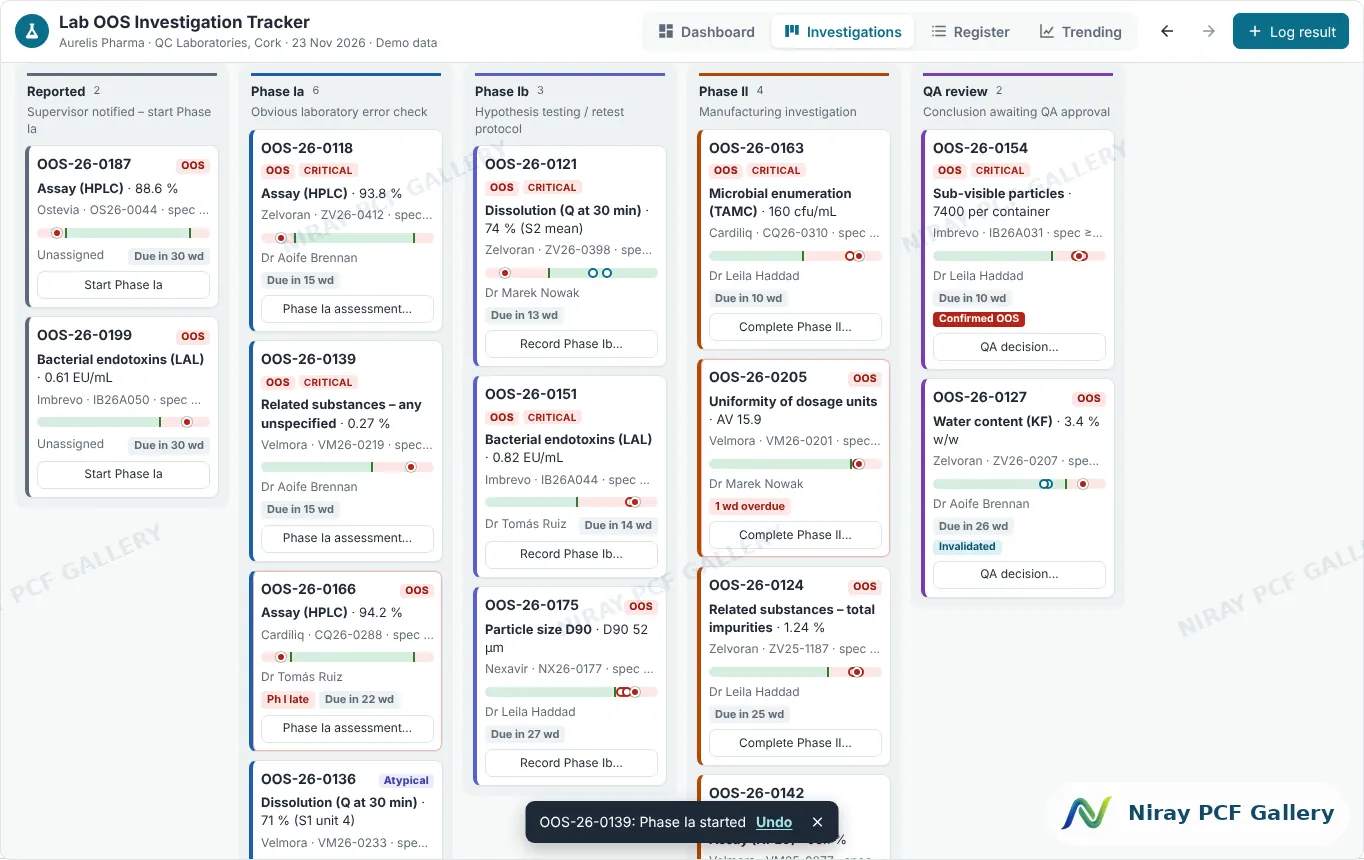 Lab OOS Investigation Tracker
Aurelis Pharma · QC Laboratories, Cork · 23 Nov 2026 · Demo data
Dashboard
Investigations
Register
Trending
Log result
Reported 2
Supervisor notified – start Phase
Ia
OOS-26-0187
OOS
Assay (HPLC) · 88.6 %
Ostevia · OS26-0044 · spec ...
Unassigned
Due in 30 wd
Start Phase Ia
OOS-26-0199
OOS
Bacterial endotoxins (LAL)
· 0.61 EU/mL
Imbrevo · IB26A050 · spec ...
Unassigned
Due in 30 wd
Start Phase Ia
Phase Ia 6
Obvious laboratory error check
OOS-26-0118
OOS CRITICAL
Assay (HPLC) · 93.8 %
Zelvoran · ZV26-0412 · spec...
Dr Aoife Brennan
Due in 15 wd
Phase Ia assessment...
OOS-26-0139
OOS CRITICAL
Related substances – any
unspecified · 0.27 %
Velmora · VM26-0219 · spec...
Dr Aoife Brennan
Due in 15 wd
Phase Ia assessment...
OOS-26-0166
OOS
Assay (HPLC) · 94.2 %
Cardiliq · CQ26-0288 · spec ...
Dr Tomás Ruiz
Ph I late Due in 22 wd
Phase Ia assessment...
OOS-26-0136
Atypical
Dissolution (Q at 30 min) ·
71 % (S1 unit 4)
Velmora · VM26-0233 · spe...
Phase Ib 3
Hypothesis testing / retest
protocol
OOS-26-0121
OOS CRITICAL
Dissolution (Q at 30 min) ·
74 % (S2 mean)
Zelvoran · ZV26-0398 · spe...
Dr Marek Nowak
Due in 13 wd
Record Phase Ib...
OOS-26-0151
OOS CRITICAL
Bacterial endotoxins (LAL)
· 0.82 EU/mL
Imbrevo · IB26A044 · spec ...
Dr Tomás Ruiz
Due in 14 wd
Record Phase Ib...
OOS-26-0175
OOS
Particle size D90 · D90 52
µm
Nexavir · NX26-0177 · spec ...
Dr Leila Haddad
Due in 27 wd
Record Phase Ib...
Phase II 4
Manufacturing investigation
OOS-26-0163
OOS CRITICAL
Microbial enumeration
(TAMC) · 160 cfu/mL
Cardiliq · CQ26-0310 · spec ...
Dr Leila Haddad
Due in 10 wd
Complete Phase II...
OOS-26-0205
OOS
Uniformity of dosage units
· AV 15.9
Velmora · VM26-0201 · spec...
Dr Marek Nowak
1 wd overdue
Complete Phase II...
OOS-26-0124
OOS
Related substances – total
impurities · 1.24 %
Zelvoran · ZV25-1187 · spec ...
Dr Leila Haddad
Due in 25 wd
Complete Phase II...
OOS-26-0142
QA review 2
Conclusion awaiting QA approval
OOS-26-0154
OOS CRITICAL
Sub-visible particles ·
7400 per container
Imbrevo · IB26A031 · spec ≥...
Dr Leila Haddad
Due in 10 wd
Confirmed OOS
QA decision...
OOS-26-0127
OOS
Water content (KF) · 3.4 %
w/w
Zelvoran · ZV26-0207 · spe...
Dr Aoife Brennan
Due in 26 wd
Invalidated
QA decision...
OOS-26-0139: Phase Ia started Undo
Niray PCF Gallery
NIRAY PCF GALLERY